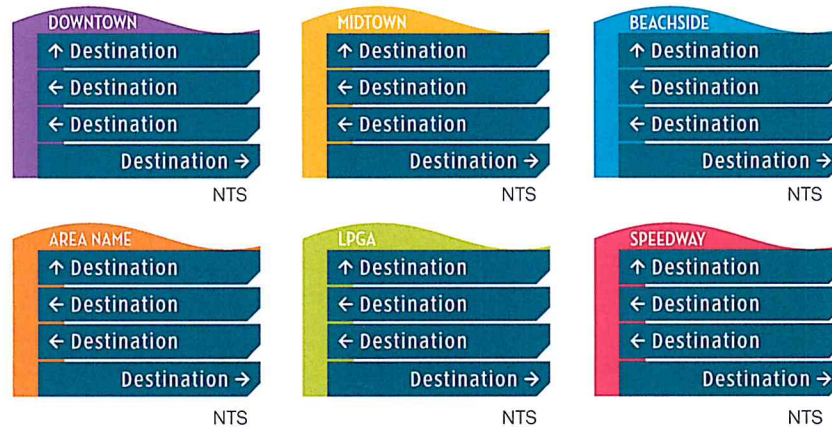 DOWNTOWN
↑ Destination
← Destination
← Destination
Destination →
NTS
MIDTOWN
↑ Destination
← Destination
← Destination
Destination →
NTS
BEACHSIDE
↑ Destination
← Destination
← Destination
Destination →
NTS
AREA NAME
↑ Destination
← Destination
← Destination
Destination →
NTS
LPGA
↑ Destination
← Destination
← Destination
Destination →
NTS
SPEEDWAY
↑ Destination
← Destination
← Destination
Destination →
NTS